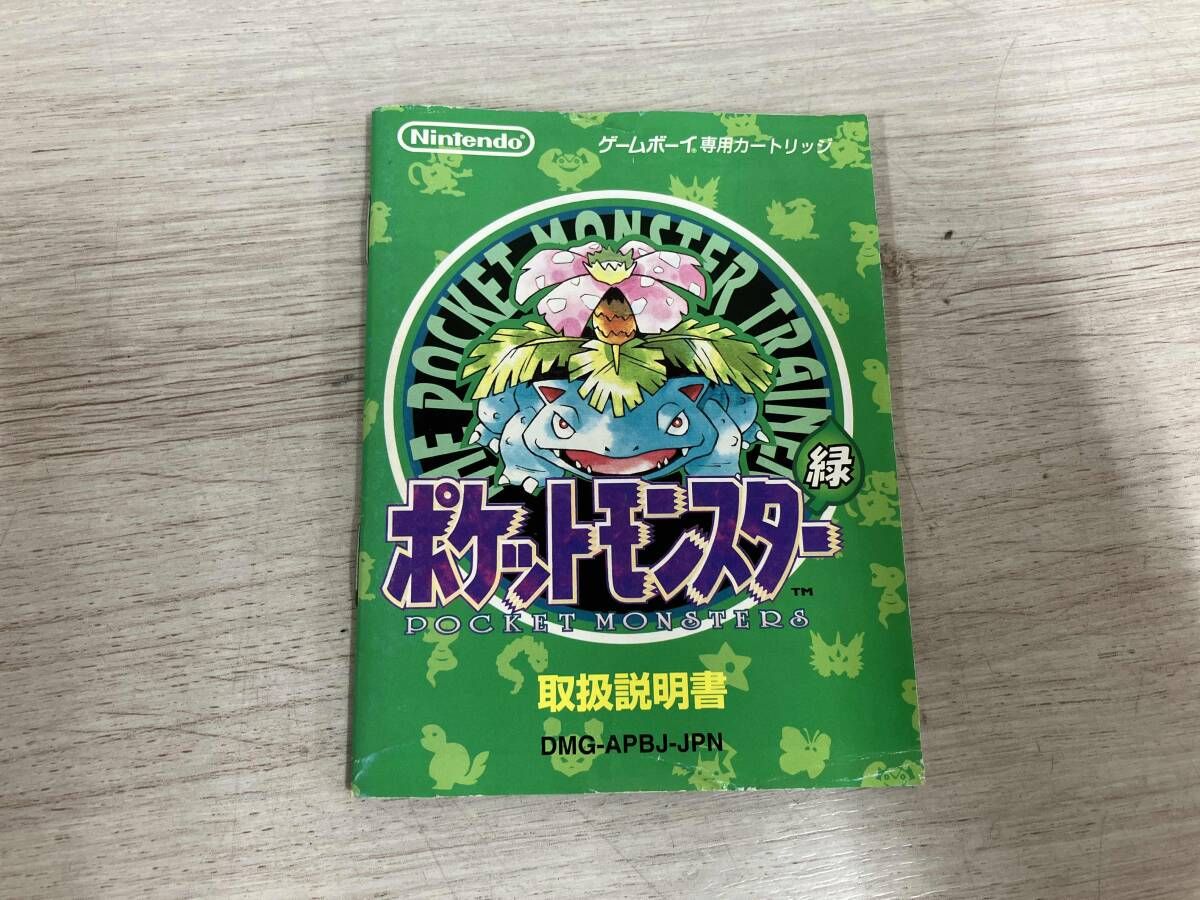 Nintendo®
ゲームボーイ®専用カートリッジ
THE POCKET MONSTER TRAINER
緑
ポケットモンスター
TM
POCKET MONSTERS
取扱説明書
DMG-APBJ-JPN